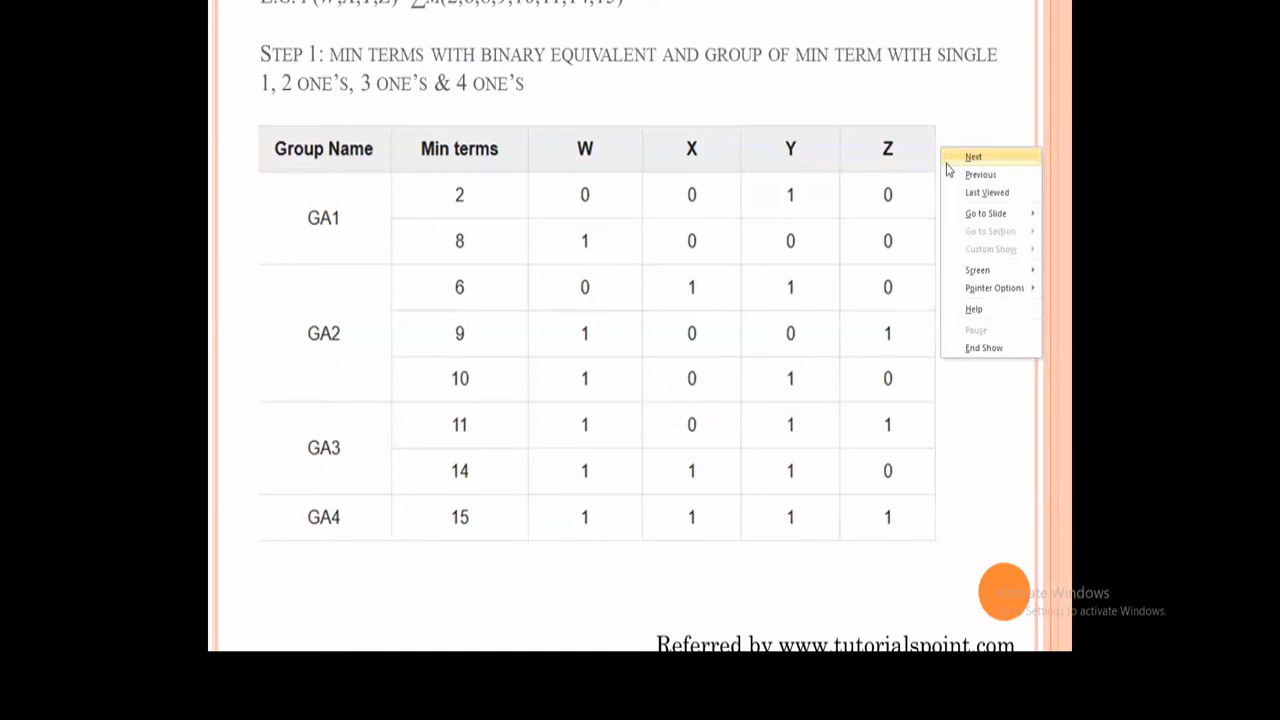 STEP 1: MIN TERMS WITH BINARY EQUIVALENT AND GROUP OF MIN TERM WITH SINGLE
1, 2 ONE'S, 3 ONE'S & 4 ONE'S
Group Name Min terms W X Y Z
GA1
2 0 0 1 0
8 1 0 0 0
GA2
6 0 1 1 0
9 1 0 0 1
10 1 0 1 0
GA3
11 1 0 1 1
14 1 1 1 0
GA4 15 1 1 1 1
Next
Previous
Last Viewed
Go to Slide
Go to Section
Custom Show
Screen
Pointer Options
Help
Pause
End Show
Windows
to activate Windows.
Referred by www.tutorialspoint.com